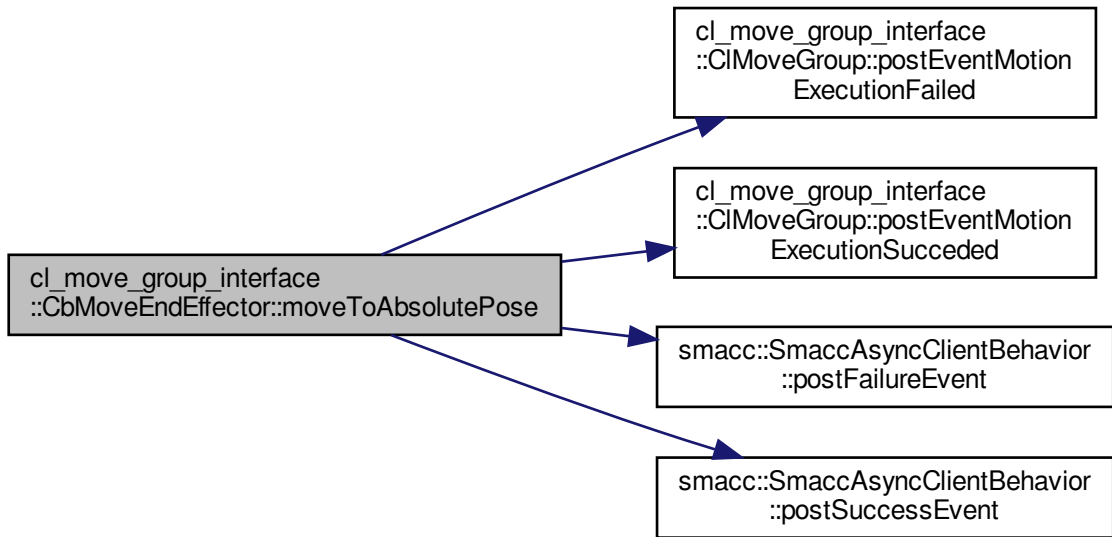 cl_move_group_interface
::ClMoveGroup::postEventMotion
ExecutionFailed
cl_move_group_interface
::ClMoveGroup::postEventMotion
ExecutionSucceded
cl_move_group_interface
::CbMoveEndEffector::moveToAbsolutePose
smacc::SmaccAsyncClientBehavior
::postFailureEvent
smacc::SmaccAsyncClientBehavior
::postSuccessEvent